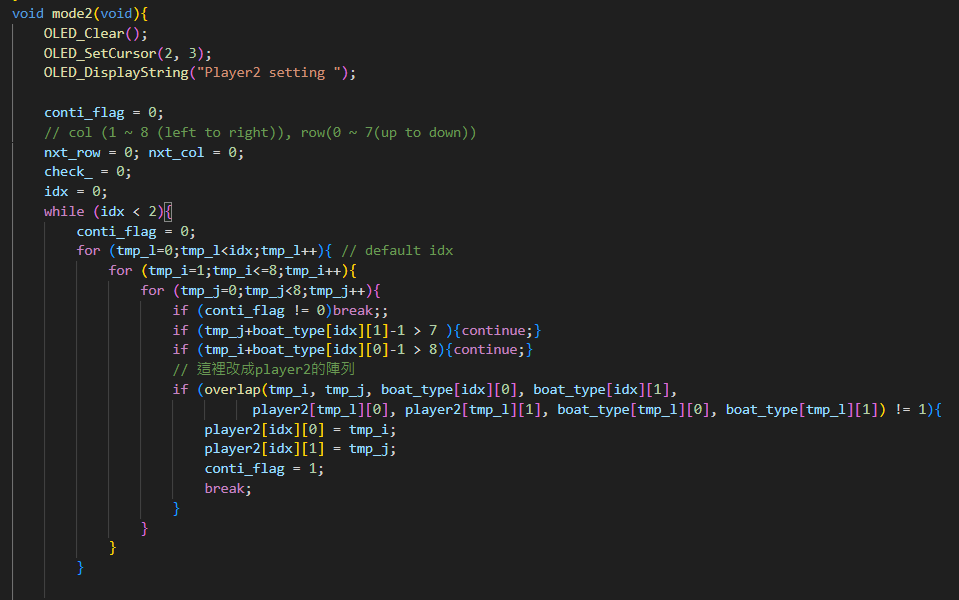 void mode2(void){
    OLED_Clear();
    OLED_SetCursor(2, 3);
    OLED_DisplayString("Player2 setting ");

    conti_flag = 0;
    // col (1 ~ 8 (left to right)), row(0 ~ 7(up to down))
    nxt_row = 0; nxt_col = 0;
    check_ = 0;
    idx = 0;
    while (idx < 2){
        conti_flag = 0;
        for (tmp_l=0;tmp_l<idx;tmp_l++){ // default idx
            for (tmp_i=1;tmp_i<=8;tmp_i++){
                for (tmp_j=0;tmp_j<8;tmp_j++){
                    if (conti_flag != 0)break;;
                    if (tmp_j+boat_type[idx][1]-1 > 7 ){continue;}
                    if (tmp_i+boat_type[idx][0]-1 > 8){continue;}
                    // 這裡改成player2的陣列
                    if (overlap(tmp_i, tmp_j, boat_type[idx][0], boat_type[idx][1],
                              player2[tmp_l][0], player2[tmp_l][1], boat_type[tmp_l][0], boat_type[tmp_l][1]) != 1){
                        player2[idx][0] = tmp_i;
                        player2[idx][1] = tmp_j;
                        conti_flag = 1;
                        break;
                    }
                }
            }
        }